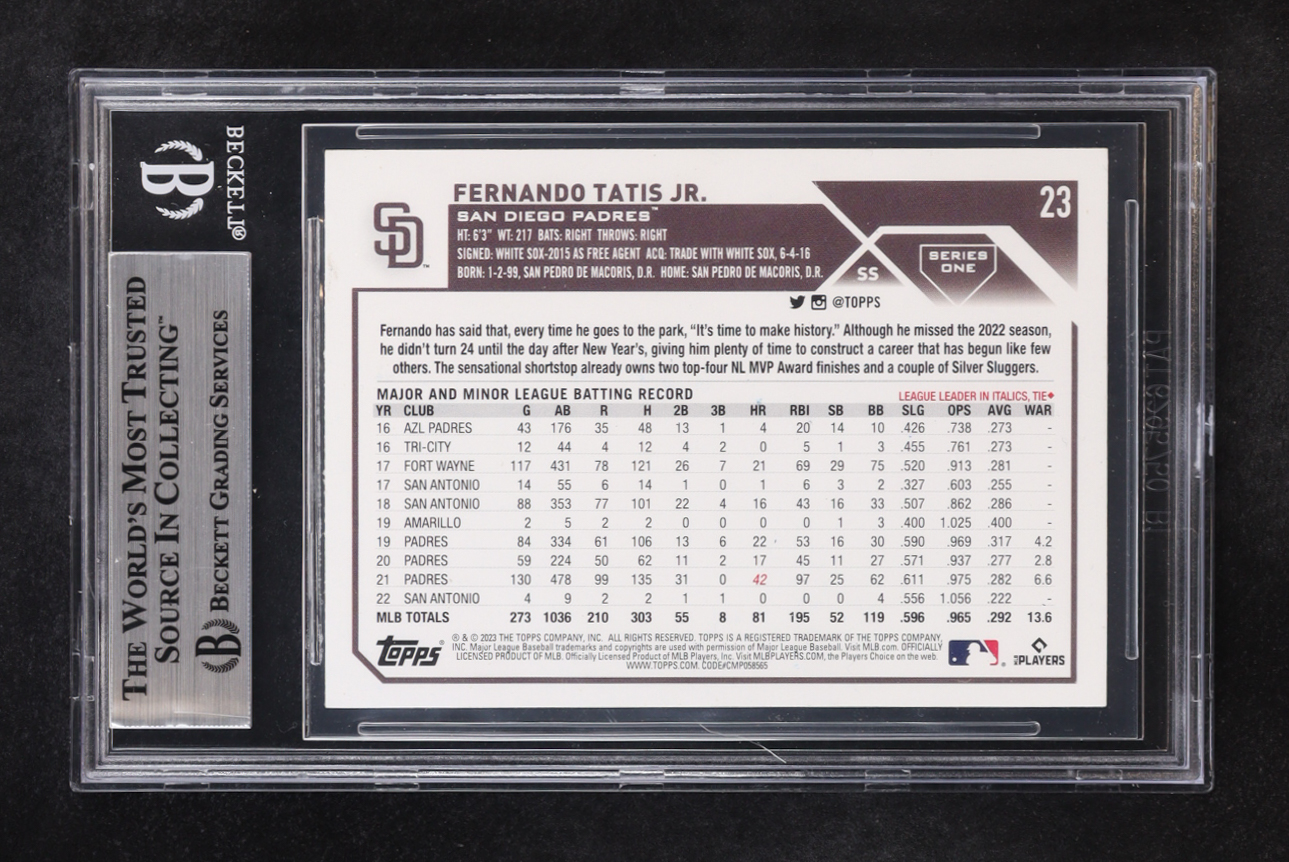 BECKETT®
B
THE WORLD'S MOST TRUSTED
SOURCE IN COLLECTING™
B BECKETT GRADING SERVICES
SD™
FERNANDO TATIS JR.
23
SAN DIEGO PADRES™
HT: 6'3" WT: 217 BATS: RIGHT THROWS: RIGHT
SIGNED: WHITE SOX-2015 AS FREE AGENT ACQ: TRADE WITH WHITE SOX, 6-4-16
BORN: 1-2-99, SAN PEDRO DE MACORIS, D.R. HOME: SAN PEDRO DE MACORIS, D.R.
SS
SERIES
ONE
@TOPPS
Fernando has said that, every time he goes to the park, “It's time to make history.” Although he missed the 2022 season,
he didn't turn 24 until the day after New Year's, giving him plenty of time to construct a career that has begun like few
others. The sensational shortstop already owns two top-four NL MVP Award finishes and a couple of Silver Sluggers.
MAJOR AND MINOR LEAGUE BATTING RECORD LEAGUE LEADER IN ITALICS, TIE◆
YR CLUB G AB R H 2B 3B HR RBI SB BB SLG OPS AVG WAR
16 AZL PADRES 43 176 35 48 13 1 4 20 14 10 .426 .738 .273 -
16 TRI-CITY 12 44 4 12 4 2 0 5 1 3 .455 .761 .273 -
17 FORT WAYNE 117 431 78 121 26 7 21 69 29 75 .520 .913 .281 -
17 SAN ANTONIO 14 55 6 14 1 0 1 6 3 2 .327 .603 .255 -
18 SAN ANTONIO 88 353 77 101 22 4 16 43 16 33 .507 .862 .286 -
19 AMARILLO 2 5 2 2 0 0 0 0 1 3 .400 1.025 .400 -
19 PADRES 84 334 61 106 13 6 22 53 16 30 .590 .969 .317 4.2
20 PADRES 59 224 50 62 11 2 17 45 11 27 .571 .937 .277 2.8
21 PADRES 130 478 99 135 31 0 42 97 25 62 .611 .975 .282 6.6
22 SAN ANTONIO 4 9 2 2 1 1 0 0 0 4 .556 1.056 .222 -
MLB TOTALS 273 1036 210 303 55 8 81 195 52 119 .596 .965 .292 13.6
Topps®
® & © 2023 THE TOPPS COMPANY, INC. ALL RIGHTS RESERVED. TOPPS IS A REGISTERED TRADEMARK OF THE TOPPS COMPANY,
INC. Major League Baseball trademarks and copyrights are used with permission of Major League Baseball. Visit MLB.com. OFFICIALLY
LICENSED PRODUCT OF MLB. Officially Licensed Product of MLB Players, Inc. Visit MLBPLAYERS.COM, the Players Choice on the web.
WWW.TOPPS.COM. CODE#CMP058565
MLB PLAYERS